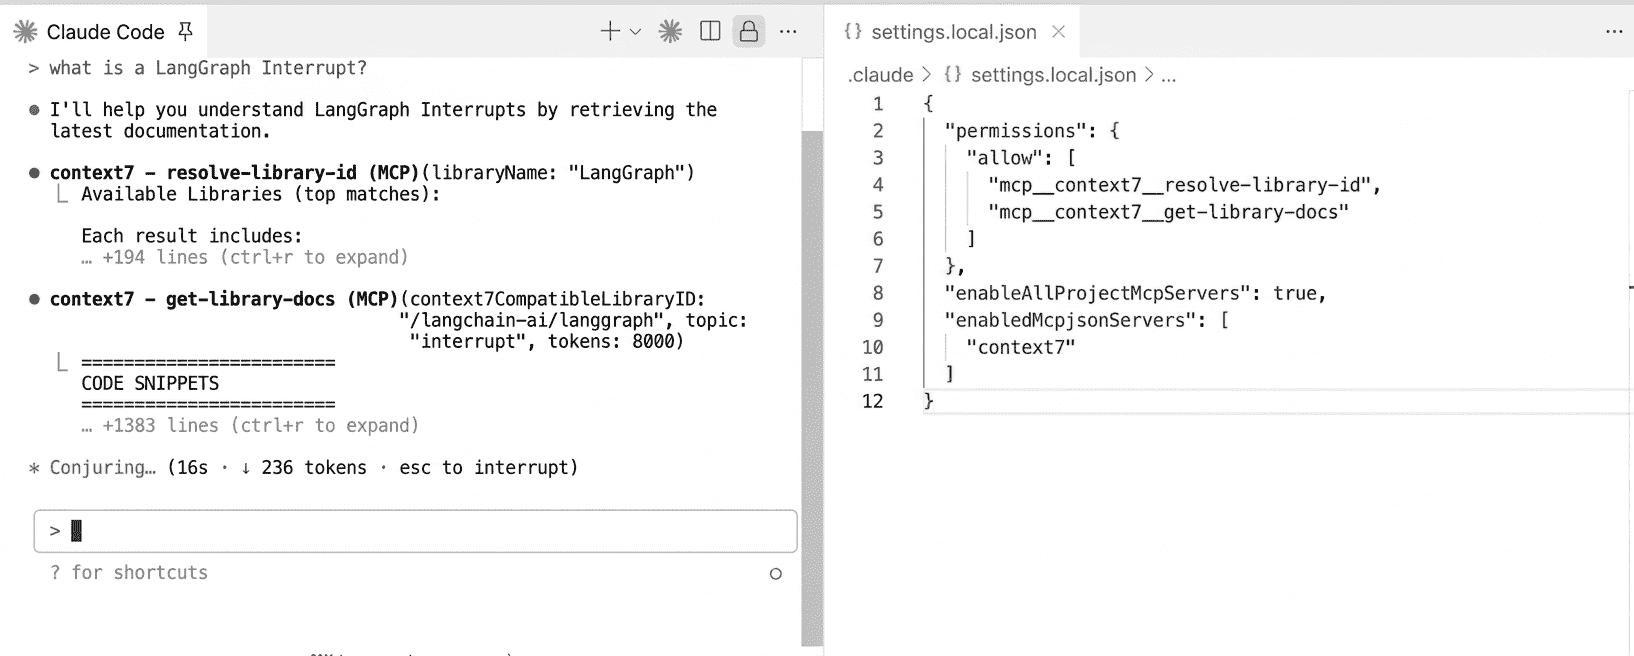 Claude Code
> what is a LangGraph Interrupt?
● I'll help you understand LangGraph Interrupts by retrieving the
latest documentation.
● context7 - resolve-library-id (MCP)(libraryName: "LangGraph")
⎿ Available Libraries (top matches):
Each result includes:
… +194 lines (ctrl+r to expand)
● context7 - get-library-docs (MCP)(context7CompatibleLibraryID:
"/langchain-ai/langgraph", topic:
"interrupt", tokens: 8000)
⎿ ========================
CODE SNIPPETS
========================
… +1383 lines (ctrl+r to expand)
* Conjuring… (16s · ↓ 236 tokens · esc to interrupt)
>
? for shortcuts
{} settings.local.json
.claude > {} settings.local.json > ...
1 {
2 "permissions": {
3 "allow": [
4 "mcp__context7__resolve-library-id",
5 "mcp__context7__get-library-docs"
6 ]
7 },
8 "enableAllProjectMcpServers": true,
9 "enabledMcpjsonServers": [
10 "context7"
11 ]
12 }